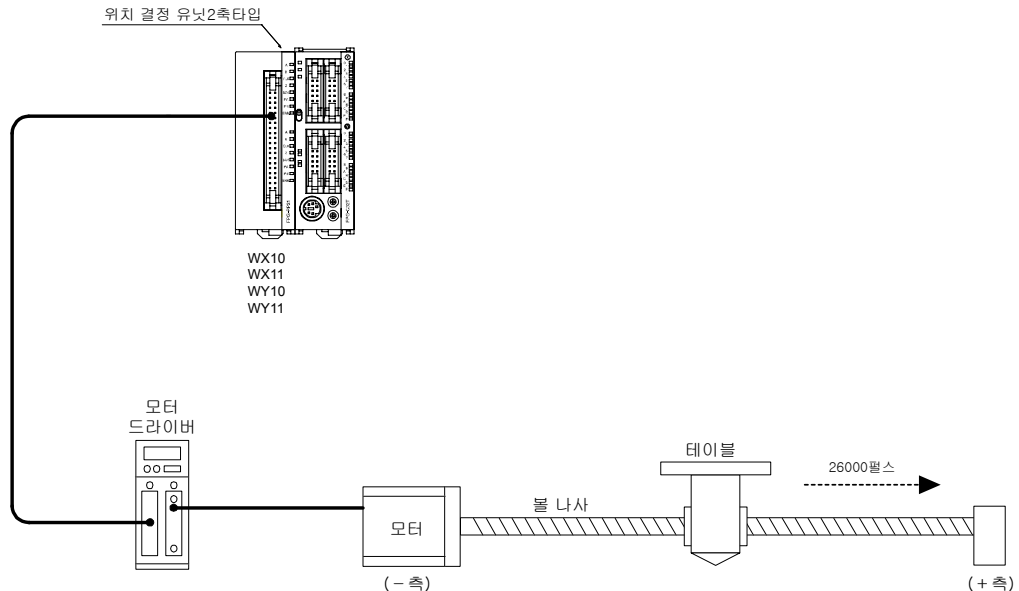 위치 결정 유닛2축타입
WX10
WX11
WY10
WY11
모터
드라이버
테이블
26000펄스
볼 나사
모터
(－측)
(＋측)